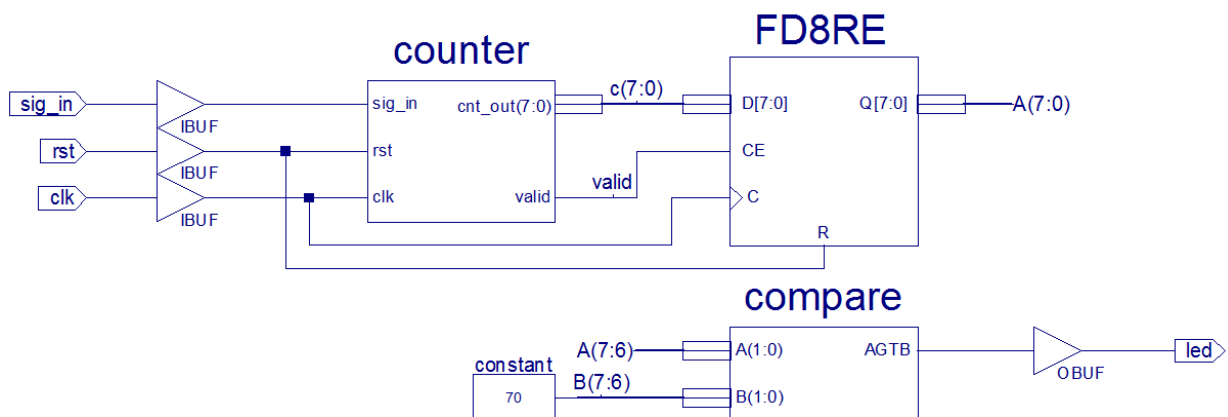 counter
FD8RE
sig_in
IBUF
sig_in
cnt_out(7:0)
c(7:0)
D[7:0]
Q[7:0]
A(7:0)
rst
IBUF
rst
CE
clk
IBUF
clk
valid
valid
C
R
compare
A(7:6)
A(1:0)
AGTB
led
OBUF
constant
70
B(7:6)
B(1:0)